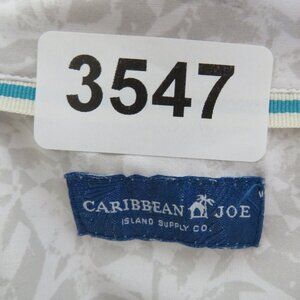 3547
CARIBBEAN JOE
ISLAND SUPPLY CO.